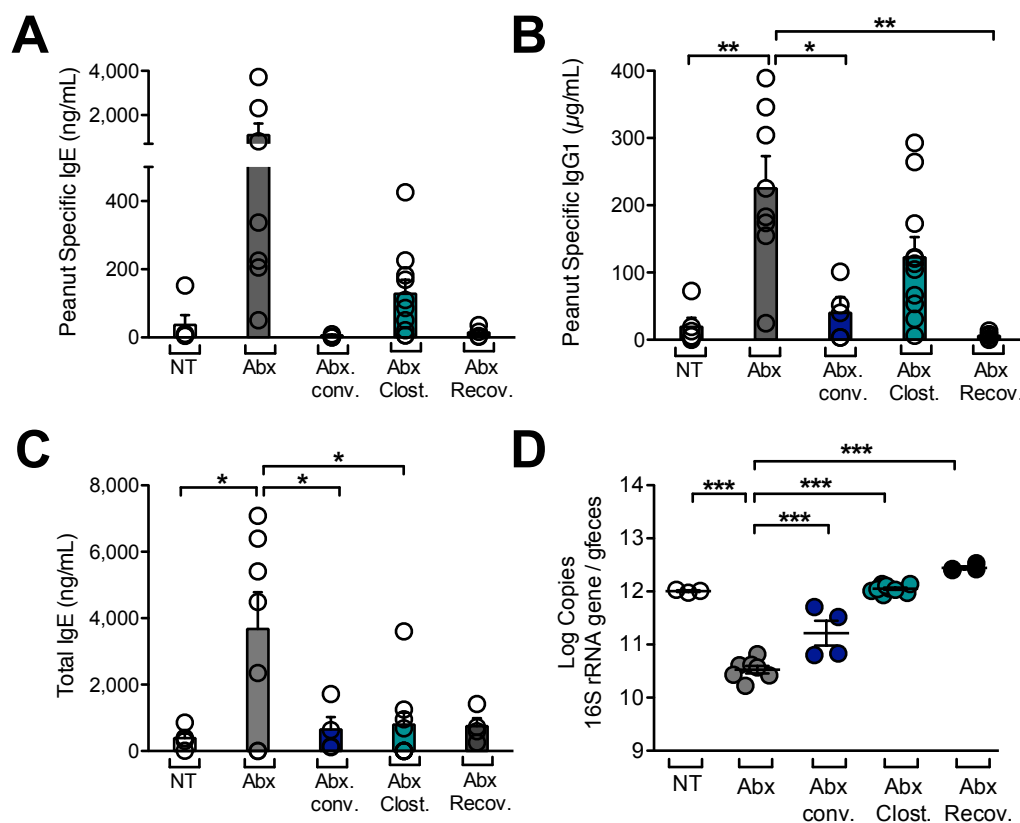 A
Peanut Specific IgE (ng/mL)
4,000
2,000
400
200
0
NT
Abx
Abx. conv.
Abx Clost.
Abx Recov.
B
** * **
Peanut Specific IgG1 (µg/mL)
400
300
200
100
0
NT
Abx
Abx. conv.
Abx Clost.
Abx Recov.
C
* * *
Total IgE (ng/mL)
8,000
6,000
4,000
2,000
0
NT
Abx
Abx. conv.
Abx Clost.
Abx Recov.
D
*** *** *** ***
Log Copies
16S rRNA gene / gfeces
14
13
12
11
10
9
NT
Abx
Abx conv.
Abx Clost.
Abx Recov.